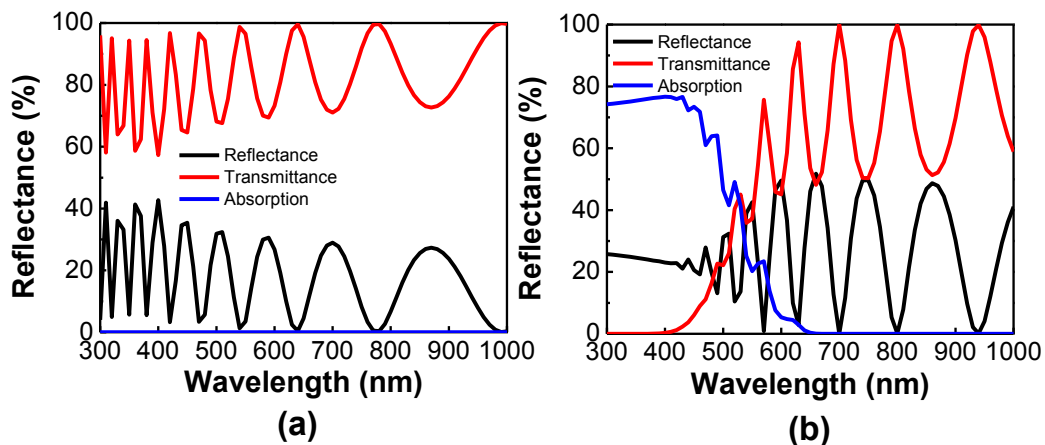 100
80
60
40
20
0
Reflectance (%)
Reflectance
Transmittance
Absorption
300 400 500 600 700 800 900 1000
Wavelength (nm)
(a)
100
80
60
40
20
0
Reflectance (%)
Reflectance
Transmittance
Absorption
300 400 500 600 700 800 900 1000
Wavelength (nm)
(b)